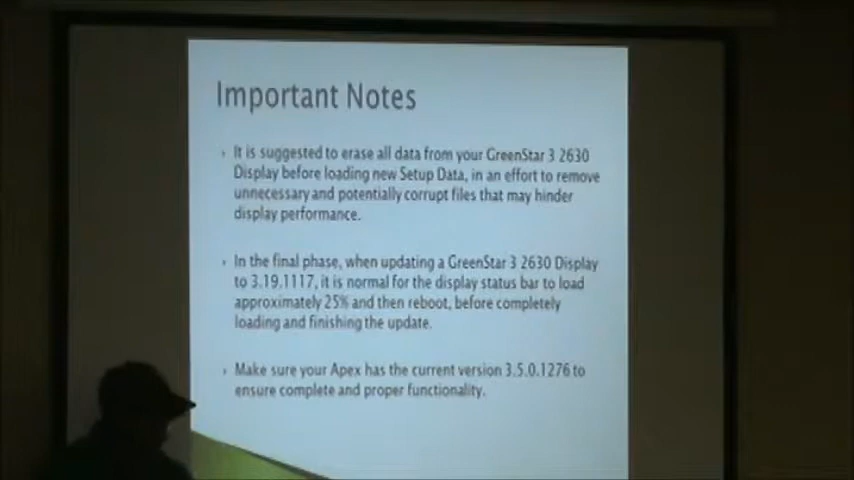 Important Notes
It is suggested to erase all data from your GreenStar 3 2630
Display before loading new Setup Data, in an effort to remove
unnecessary and potentially corrupt files that may hinder
display performance.
In the final phase, when updating a GreenStar 3 2630 Display
to 3.19.1117, it is normal for the display status bar to load
approximately 25% and then reboot, before completely
loading and finishing the update.
Make sure your Apex has the current version 3.5.0.1276 to
ensure complete and proper functionality.